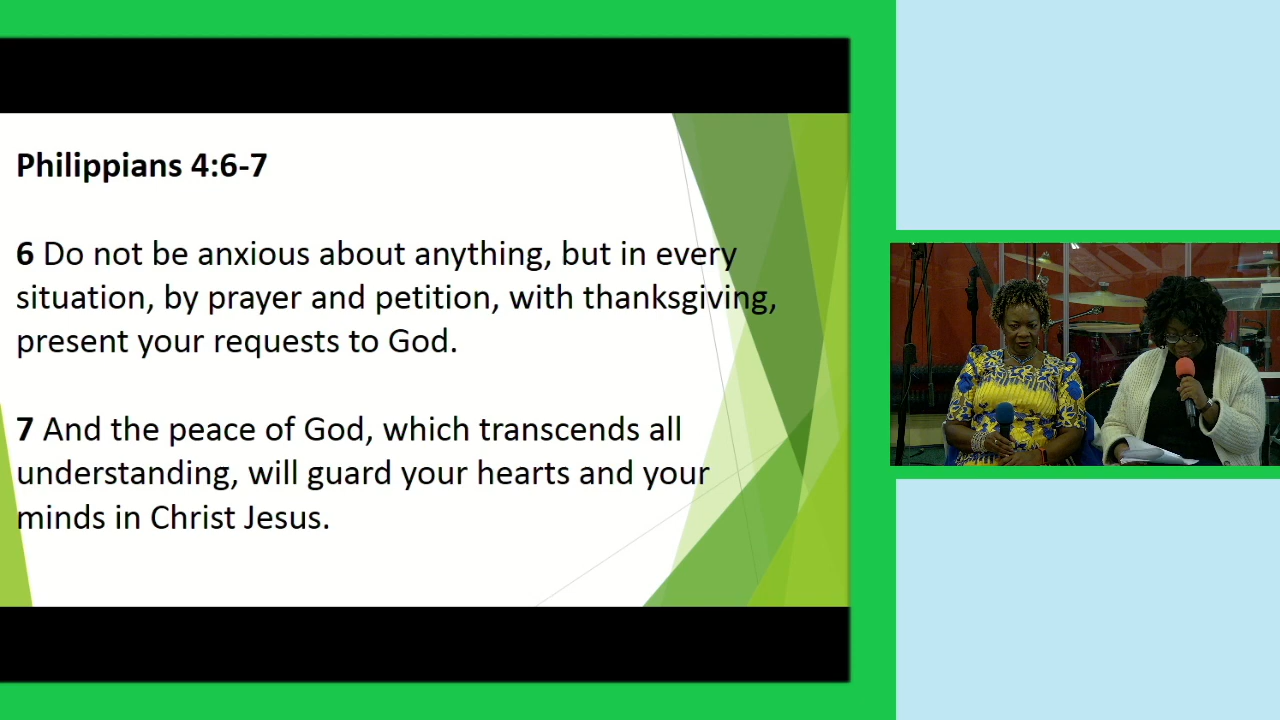 Philippians 4:6-7
6 Do not be anxious about anything, but in every
situation, by prayer and petition, with thanksgiving,
present your requests to God.
7 And the peace of God, which transcends all
understanding, will guard your hearts and your
minds in Christ Jesus.